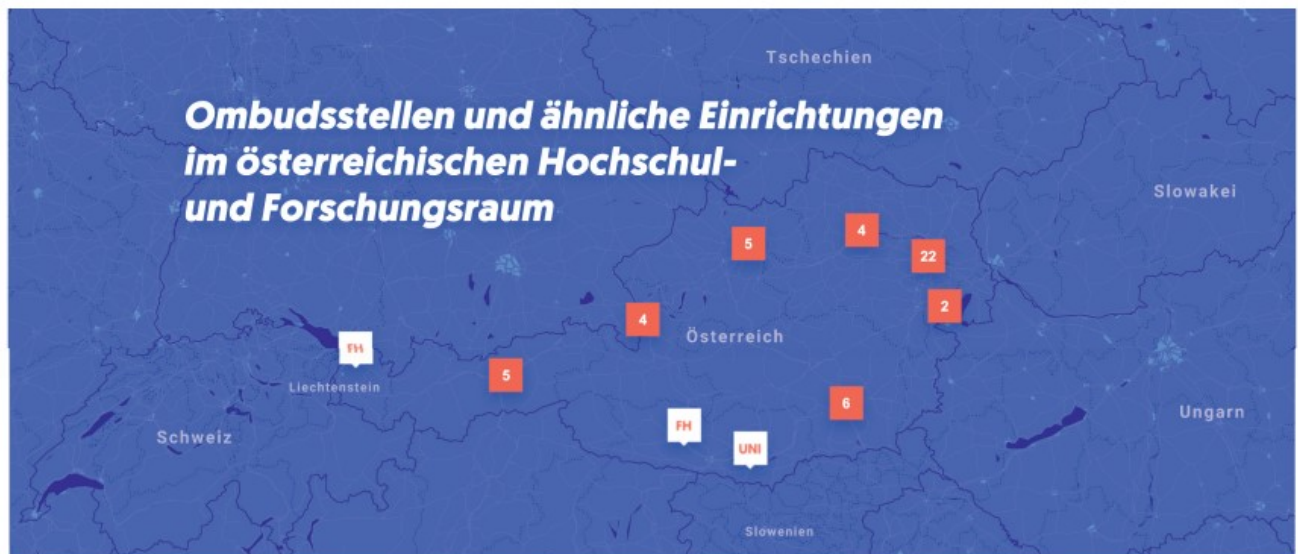 Tschechien
Ombudsstellen und ähnliche Einrichtungen
im österreichischen Hochschul-
und Forschungsraum
Slowakei
5
4
22
2
4
Österreich
FH
Liechtenstein
5
6
Ungarn
Schweiz
FH
UNI
Slowenien